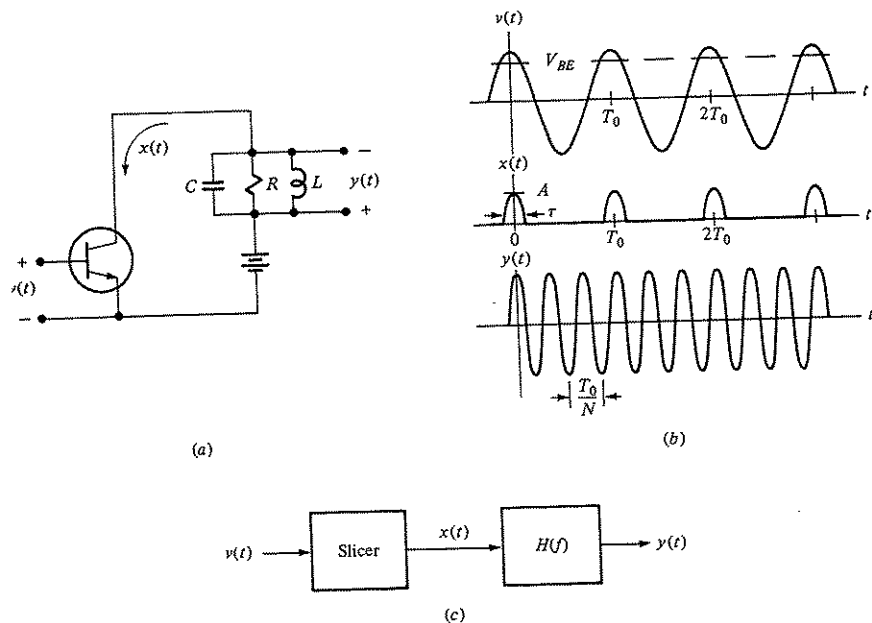 x(t)
C
R
L
−
y(t)
+
+
v(t)
−
(a)
v(t)
V_BE
t
T_0
2T_0
x(t)
A
τ
t
0
T_0
2T_0
y(t)
t
T_0
N
(b)
v(t)
Slicer
x(t)
H(f)
y(t)
(c)